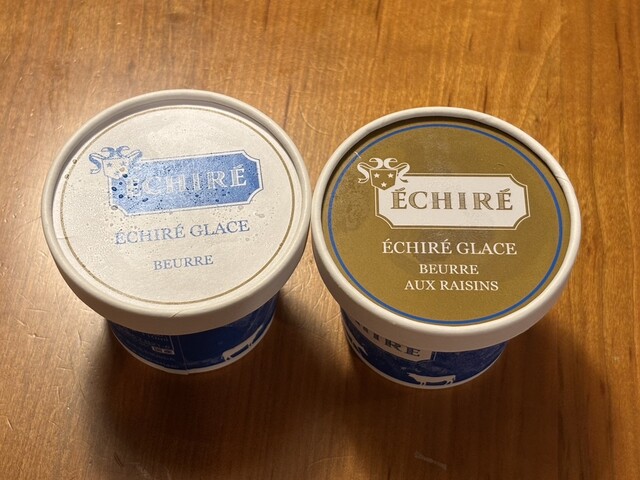 ÉCHIRÉ
ÉCHIRÉ GLACE
BEURRE
ÉCHIRÉ
ÉCHIRÉ GLACE
BEURRE
AUX RAISINS